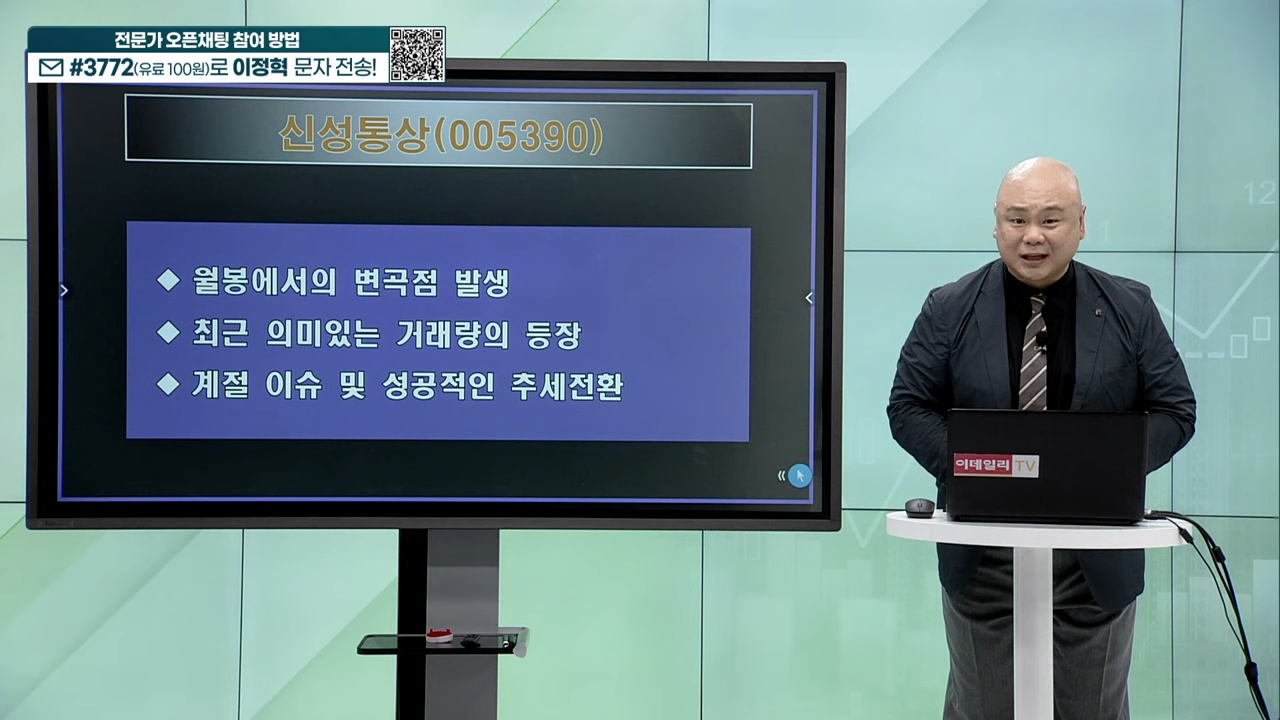 전문가 오픈채팅 참여 방법
#3772(유료 100원)로 이정혁 문자 전송!
신성통상(005390)
◆ 월봉에서의 변곡점 발생
◆ 최근 의미있는 거래량의 등장
◆ 계절 이슈 및 성공적인 추세전환
이데일리 TV
12
11